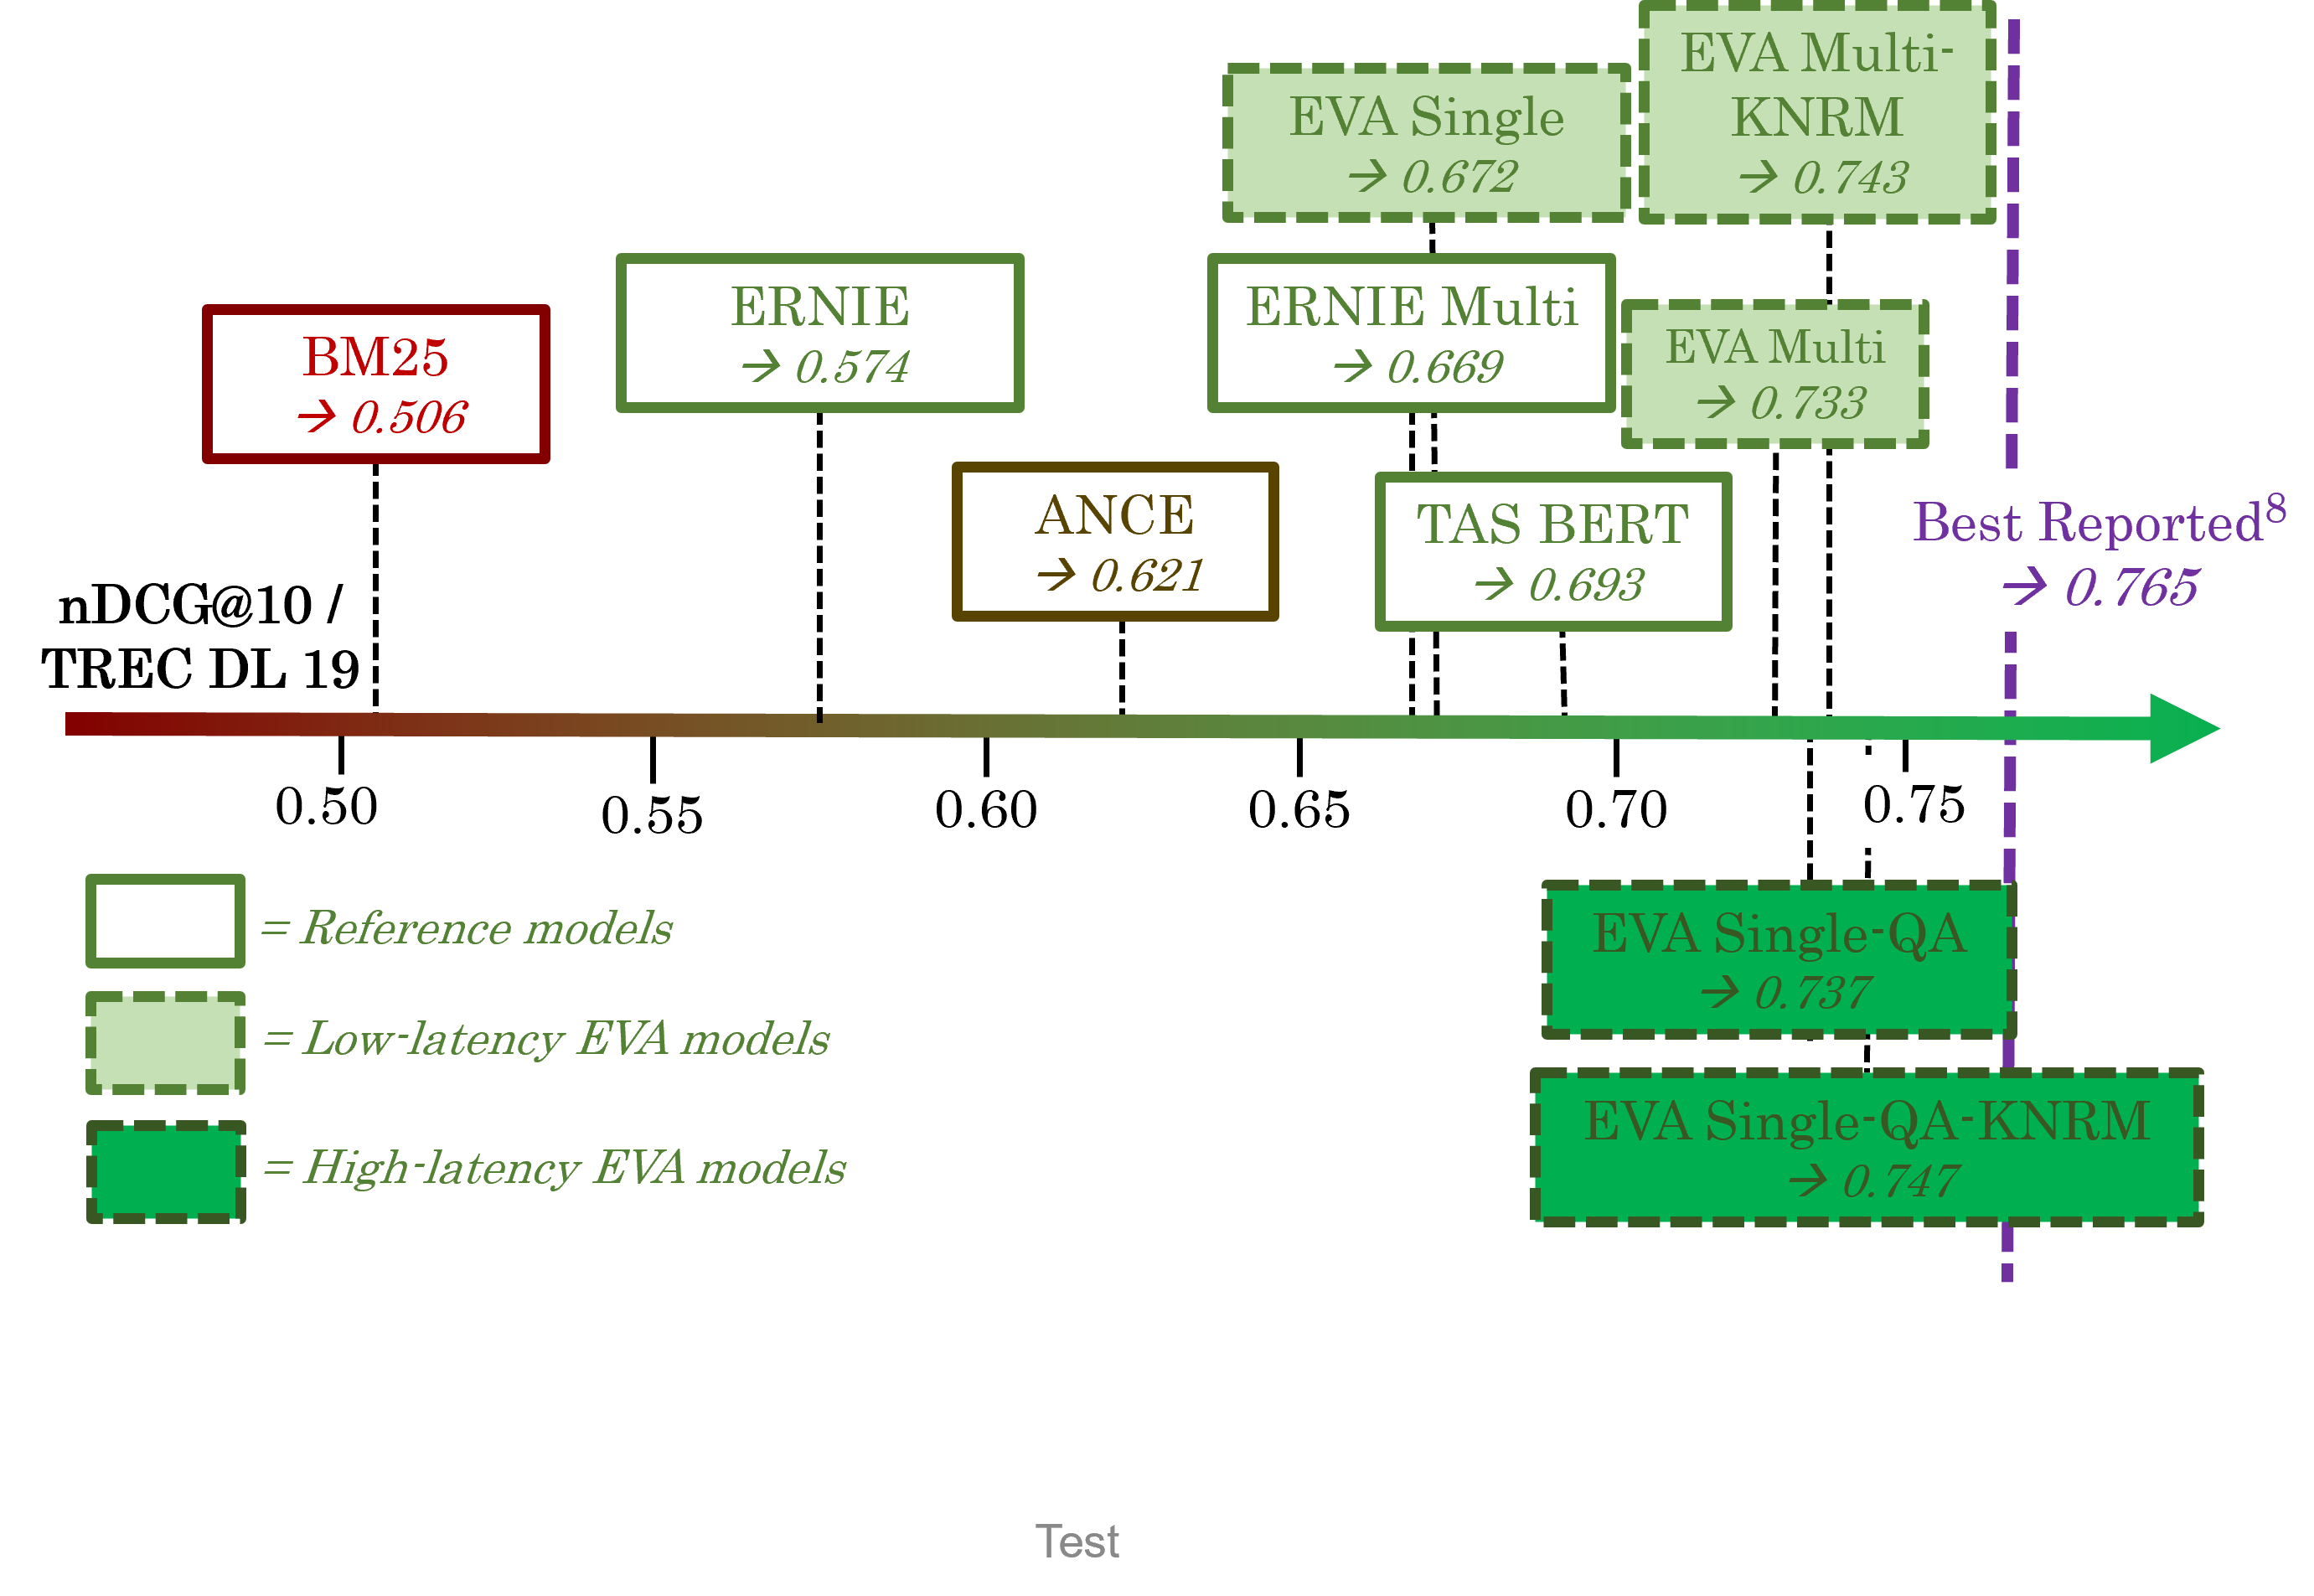 EVA Multi-
KNRM
→ 0.743
EVA Single
→ 0.672
ERNIE
→ 0.574
ERNIE Multi
→ 0.669
BM25
→ 0.506
EVA Multi
→ 0.733
ANCE
→ 0.621
TAS BERT
→ 0.693
Best Reported8
→ 0.765
nDCG@10 /
TREC DL 19
0.50
0.55
0.60
0.65
0.70
0.75
= Reference models
= Low-latency EVA models
= High-latency EVA models
EVA Single-QA
→ 0.737
EVA Single-QA-KNRM
→ 0.747
Test